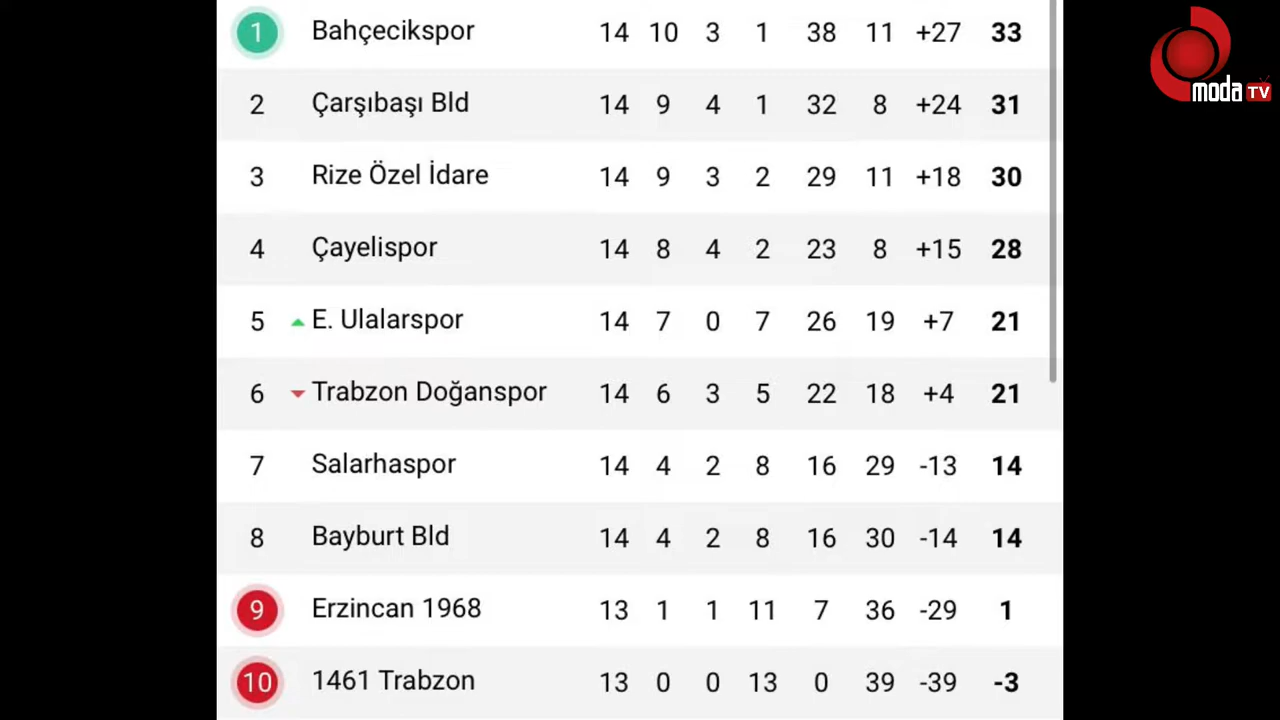 1 Bahçecikspor 14 10 3 1 38 11 +27 33
2 Çarşıbaşı Bld 14 9 4 1 32 8 +24 31
3 Rize Özel İdare 14 9 3 2 29 11 +18 30
4 Çayelispor 14 8 4 2 23 8 +15 28
5 E. Ulalarspor 14 7 0 7 26 19 +7 21
6 Trabzon Doğanspor 14 6 3 5 22 18 +4 21
7 Salarhaspor 14 4 2 8 16 29 -13 14
8 Bayburt Bld 14 4 2 8 16 30 -14 14
9 Erzincan 1968 13 1 1 11 7 36 -29 1
10 1461 Trabzon 13 0 0 13 0 39 -39 -3
moda TV